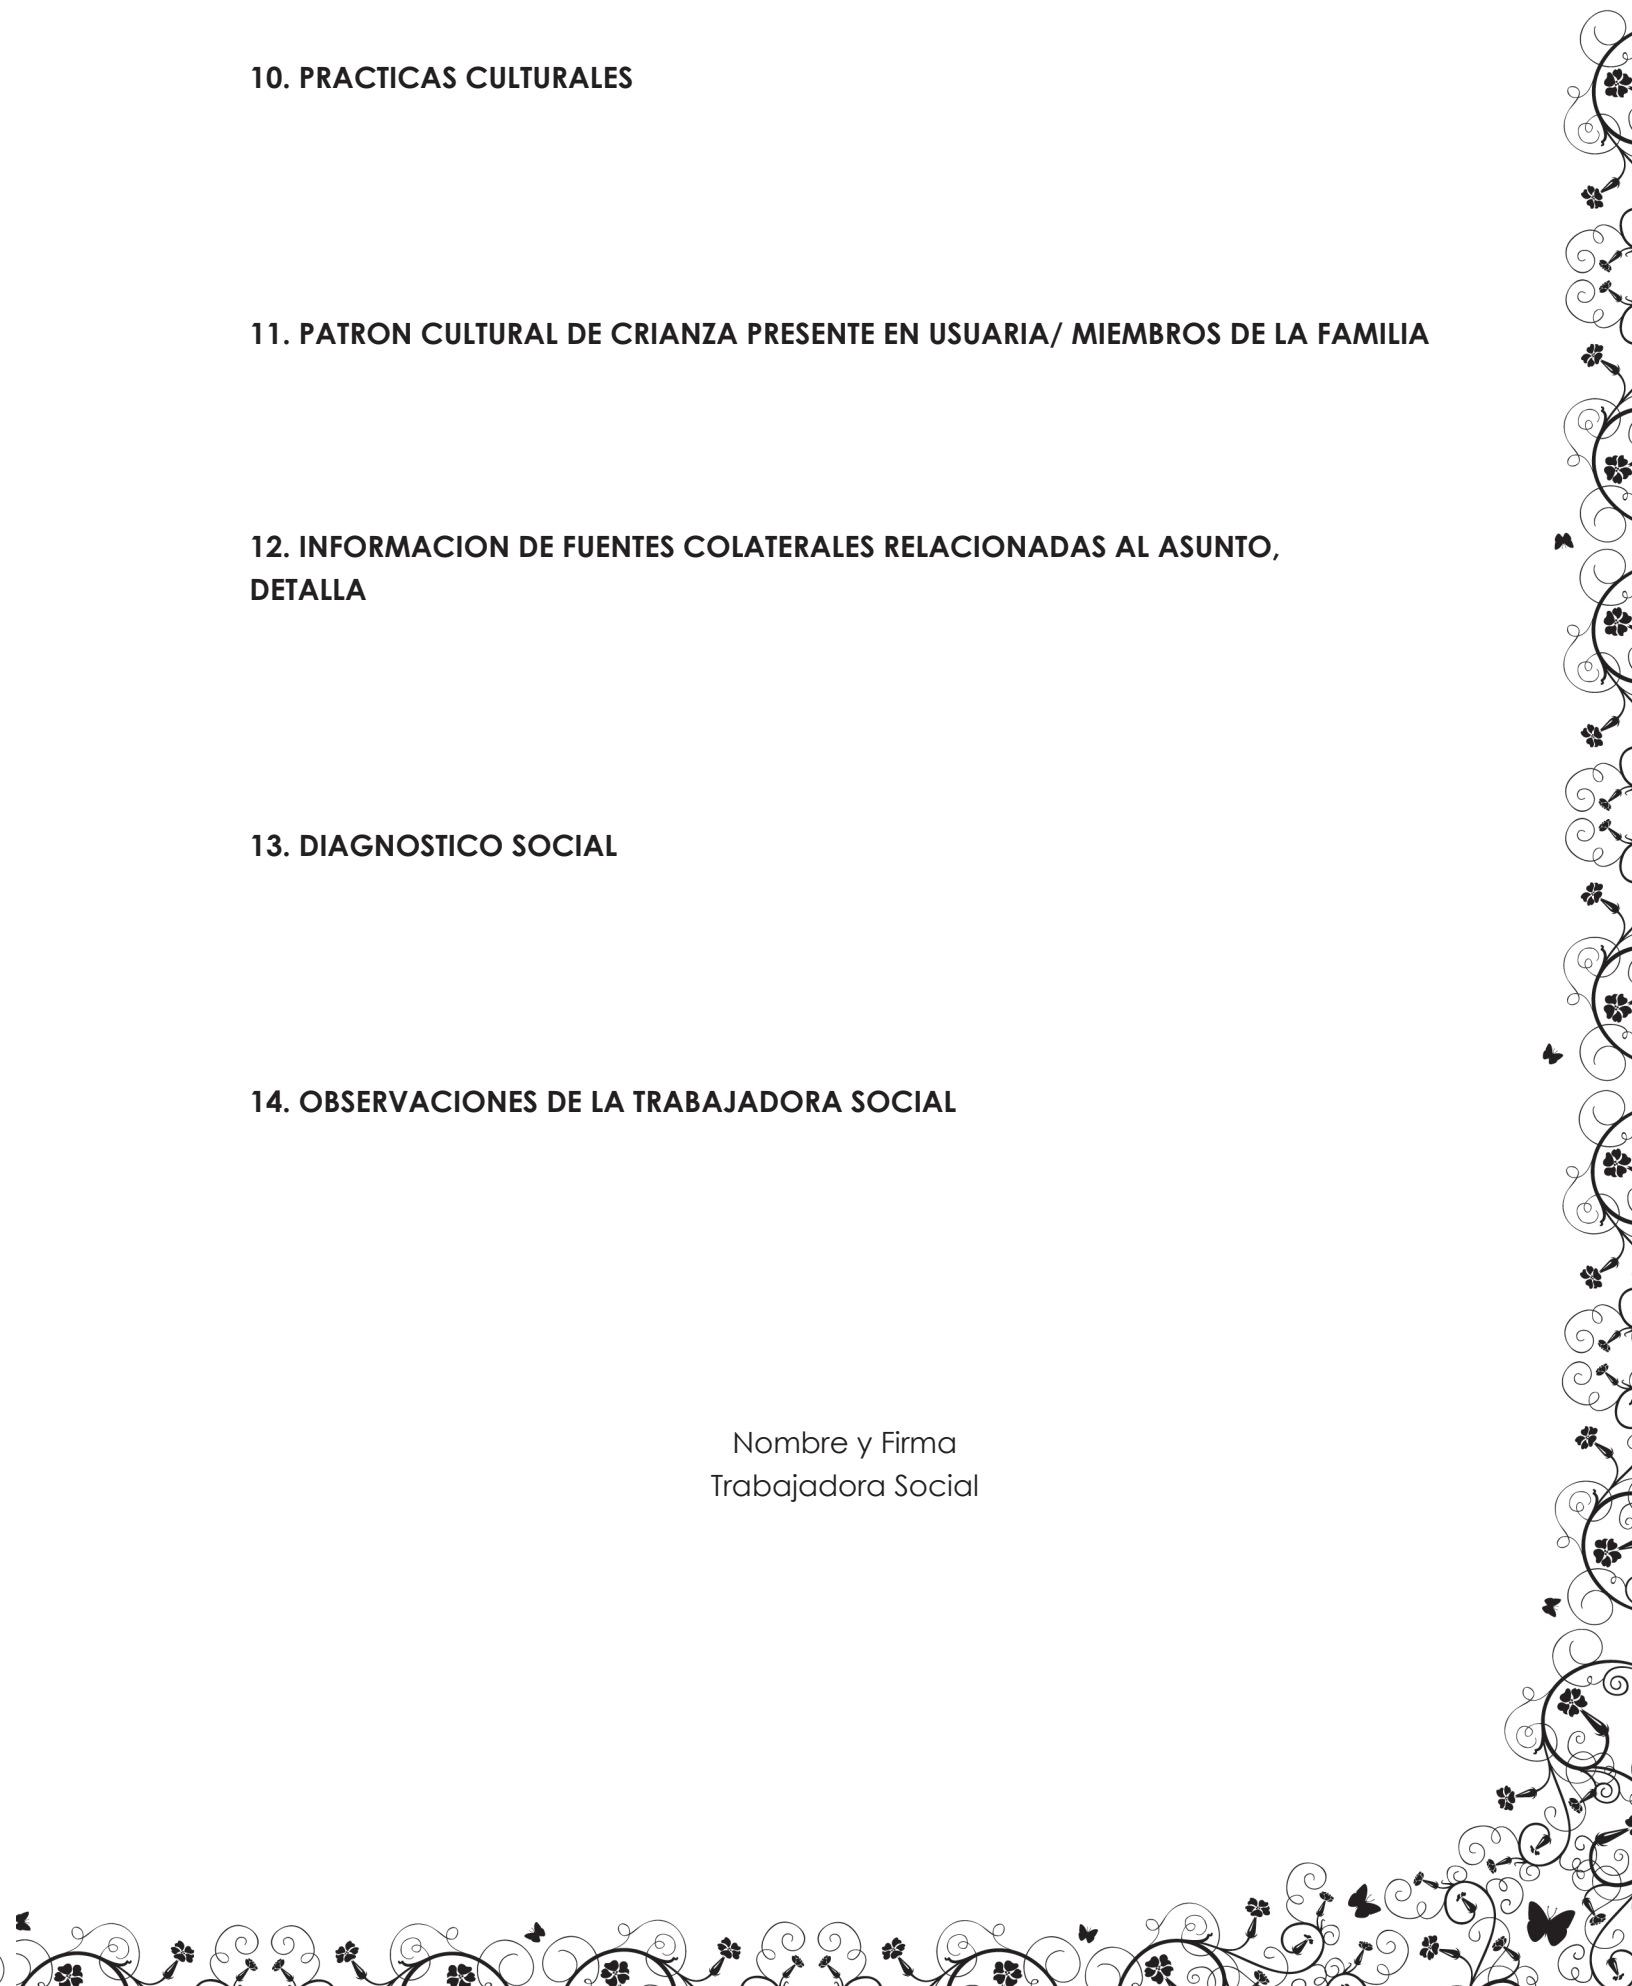 10. PRACTICAS CULTURALES
11. PATRON CULTURAL DE CRIANZA PRESENTE EN USUARIA/ MIEMBROS DE LA FAMILIA
12. INFORMACION DE FUENTES COLATERALES RELACIONADAS AL ASUNTO,
DETALLA
13. DIAGNOSTICO SOCIAL
14. OBSERVACIONES DE LA TRABAJADORA SOCIAL
Nombre y Firma
Trabajadora Social